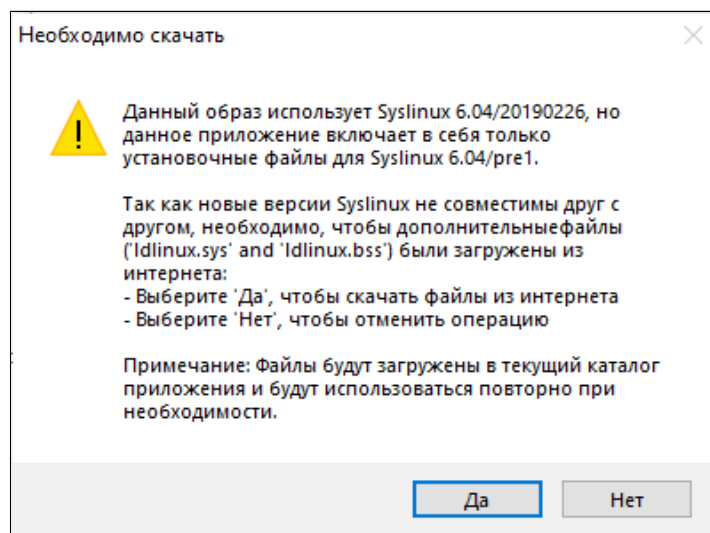 Необходимо скачать
Данный образ использует Syslinux 6.04/20190226, но
данное приложение включает в себя только
установочные файлы для Syslinux 6.04/pre1.
Так как новые версии Syslinux не совместимы друг с
другом, необходимо, чтобы дополнительныефайлы
('ldlinux.sys' and 'ldlinux.bss') были загружены из
интернета:
- Выберите 'Да', чтобы скачать файлы из интернета
- Выберите 'Нет', чтобы отменить операцию
Примечание: Файлы будут загружены в текущий каталог
приложения и будут использоваться повторно при
необходимости.
Да
Нет